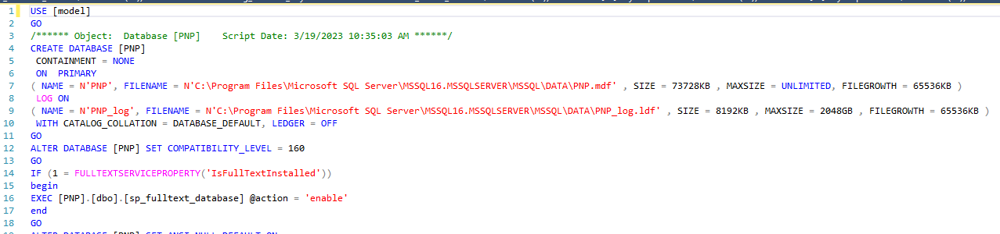 USE [model]
GO
/****** Object:  Database [PNP]    Script Date: 3/19/2023 10:35:03 AM ******/
CREATE DATABASE [PNP]
 CONTAINMENT = NONE
 ON  PRIMARY
( NAME = N'PNP', FILENAME = N'C:\Program Files\Microsoft SQL Server\MSSQL16.MSSQLSERVER\MSSQL\DATA\PNP.mdf' , SIZE = 73728KB , MAXSIZE = UNLIMITED, FILEGROWTH = 65536KB )
 LOG ON
( NAME = N'PNP_log', FILENAME = N'C:\Program Files\Microsoft SQL Server\MSSQL16.MSSQLSERVER\MSSQL\DATA\PNP_log.ldf' , SIZE = 8192KB , MAXSIZE = 2048GB , FILEGROWTH = 65536KB )
 WITH CATALOG_COLLATION = DATABASE_DEFAULT, LEDGER = OFF
GO
ALTER DATABASE [PNP] SET COMPATIBILITY_LEVEL = 160
GO
IF (1 = FULLTEXTSERVICEPROPERTY('IsFullTextInstalled'))
begin
EXEC [PNP].[dbo].[sp_fulltext_database] @action = 'enable'
end
GO